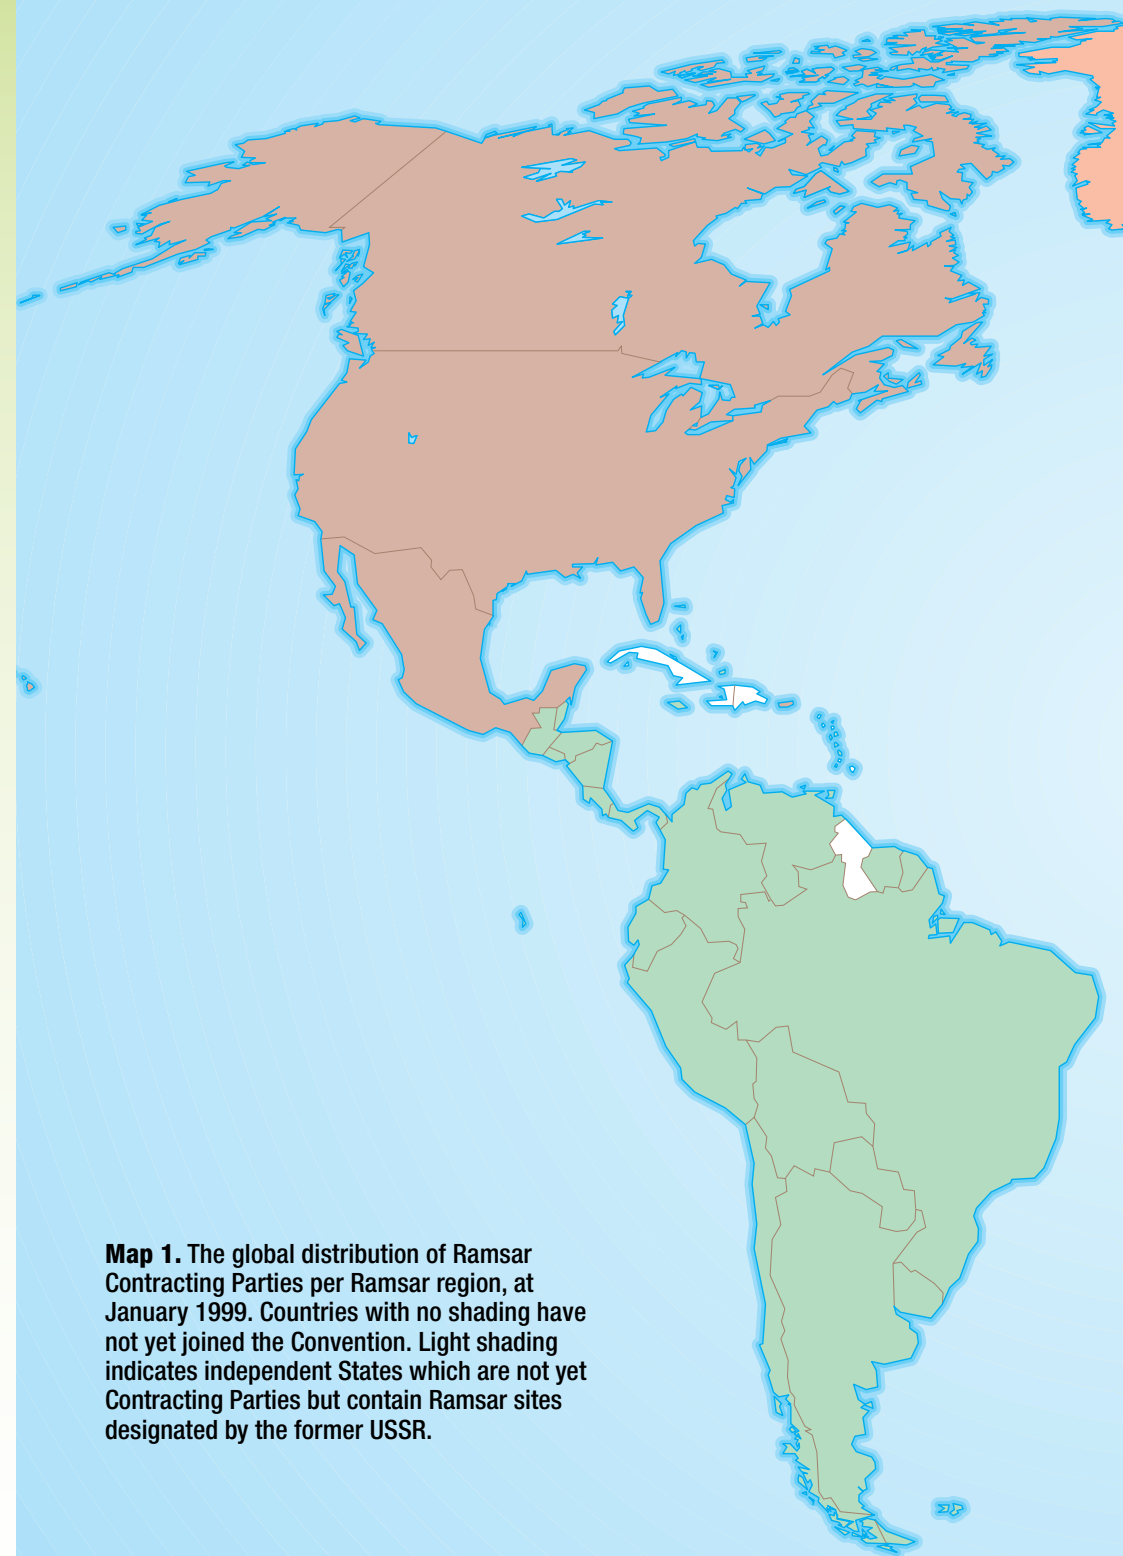 Map 1. The global distribution of Ramsar
Contracting Parties per Ramsar region, at
January 1999. Countries with no shading have
not yet joined the Convention. Light shading
indicates independent States which are not yet
Contracting Parties but contain Ramsar sites
designated by the former USSR.